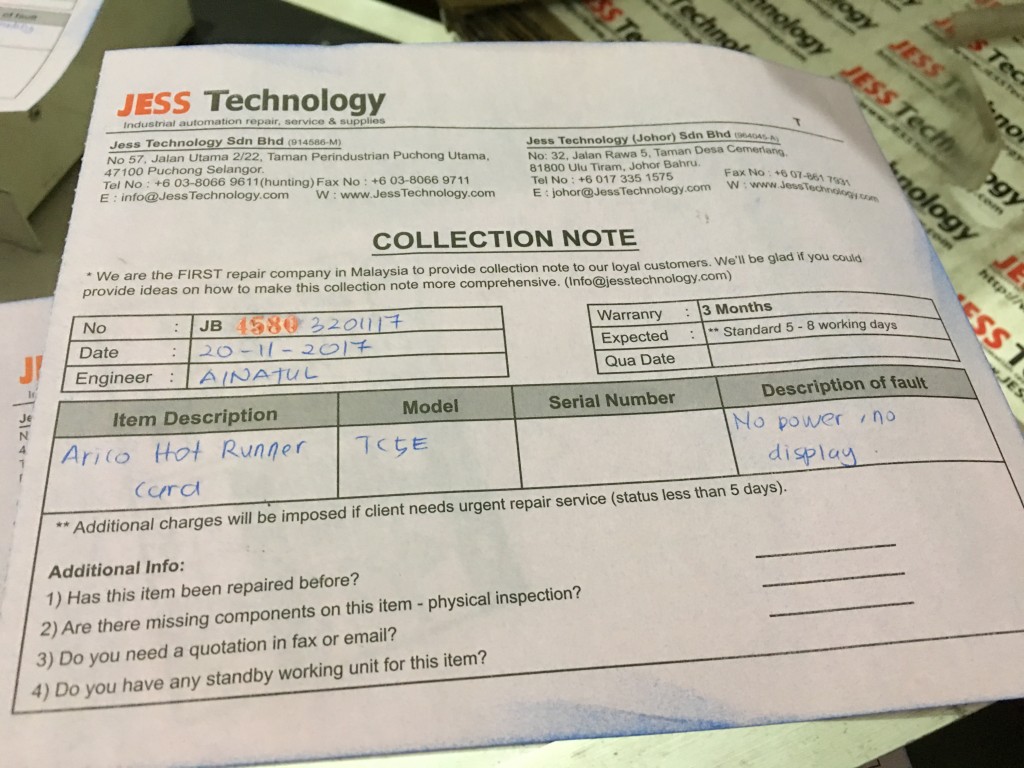 JESS Technology
Industrial automation repair, service & supplies
Jess Technology Sdn Bhd (914586-M)
No 57, Jalan Utama 2/22, Taman Perindustrian Puchong Utama,
47100 Puchong Selangor.
Tel No : +6 03-8066 9611(hunting) Fax No : +6 03-8066 9711
E : info@JessTechnology.com W : www.JessTechnology.com
Jess Technology (Johor) Sdn Bhd
No: 32, Jalan Rawa 5, Taman Desa Cemerlang,
81800 Ulu Tiram, Johor Bahru.
Tel No : +6 017 335 1575 Fax No : +6 07-861 7931
E : johor@JessTechnology.com W : www.JessTechnology.com
COLLECTION NOTE
* We are the FIRST repair company in Malaysia to provide collection note to our loyal customers. We'll be glad if you could
provide ideas on how to make this collection note more comprehensive. (Info@jesstechnology.com)
No : JB 4580 3201117
Date : 20-11-2017
Engineer : AINATUL
Warranry : 3 Months
Expected : ** Standard 5 - 8 working days
Qua Date
Item Description Model Serial Number Description of fault
Arico Hot Runner TC5E No power, no
card display.
** Additional charges will be imposed if client needs urgent repair service (status less than 5 days).
Additional Info:
1) Has this item been repaired before?
2) Are there missing components on this item - physical inspection?
3) Do you need a quotation in fax or email?
4) Do you have any standby working unit for this item?